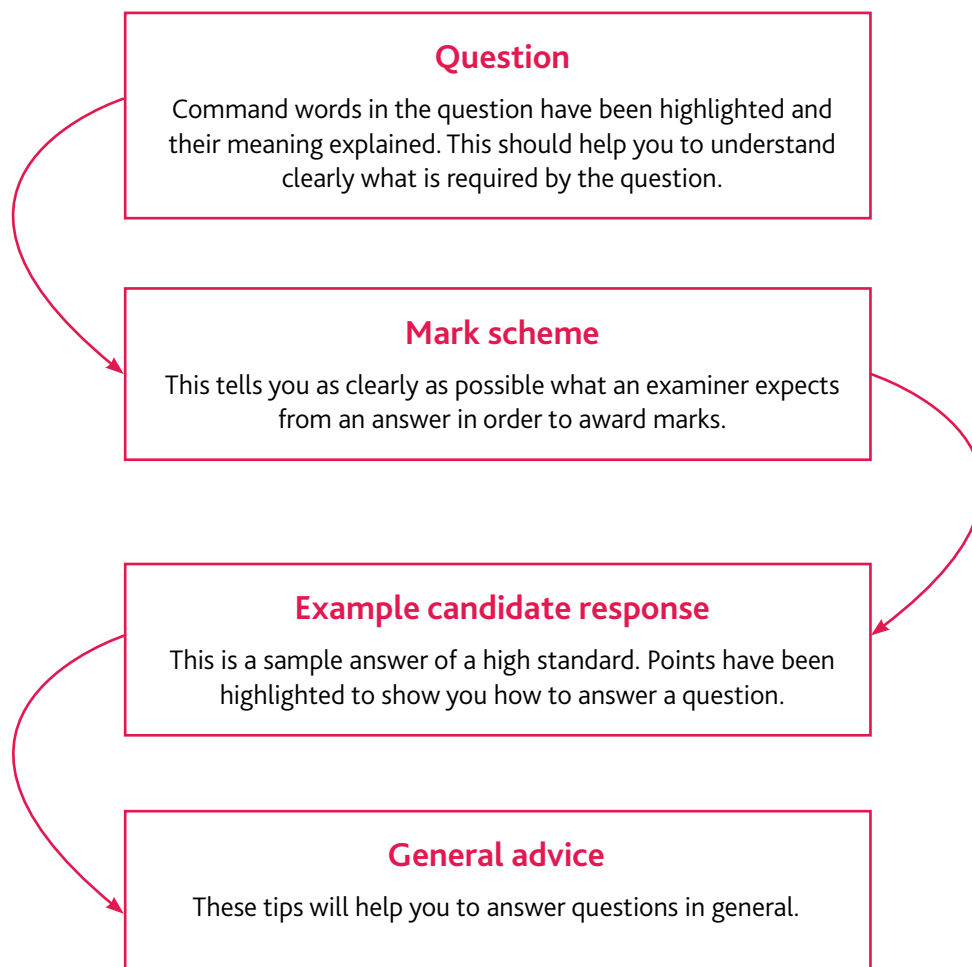 Question
Command words in the question have been highlighted and
their meaning explained. This should help you to understand
clearly what is required by the question.
Mark scheme
This tells you as clearly as possible what an examiner expects
from an answer in order to award marks.
Example candidate response
This is a sample answer of a high standard. Points have been
highlighted to show you how to answer a question.
General advice
These tips will help you to answer questions in general.